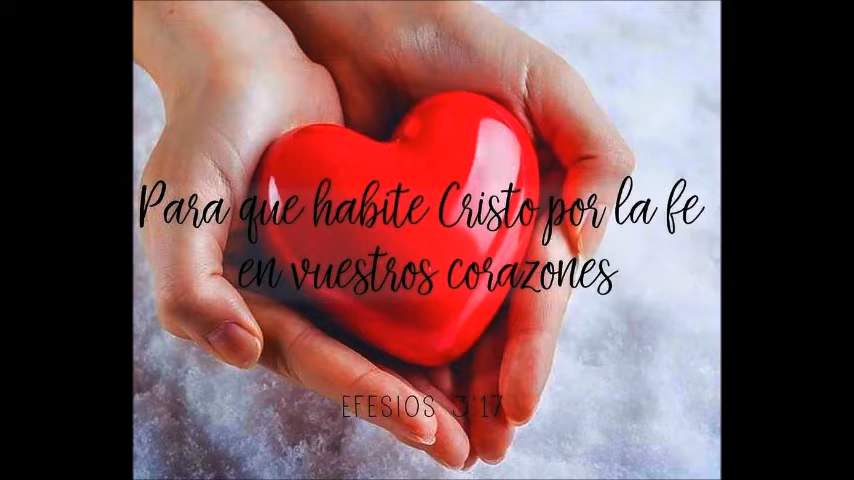 Para que habite Cristo por la fe
en vuestros corazones
EFESIOS 3:17